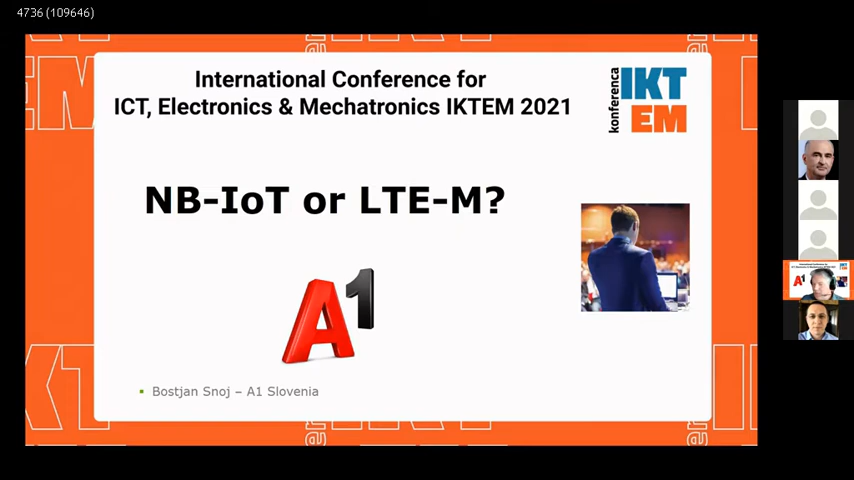 4736 (109646)
International Conference for
ICT, Electronics & Mechatronics IKTEM 2021
konferenca
IKT
EM
NB-IoT or LTE-M?
A1
Bostjan Snoj – A1 Slovenia